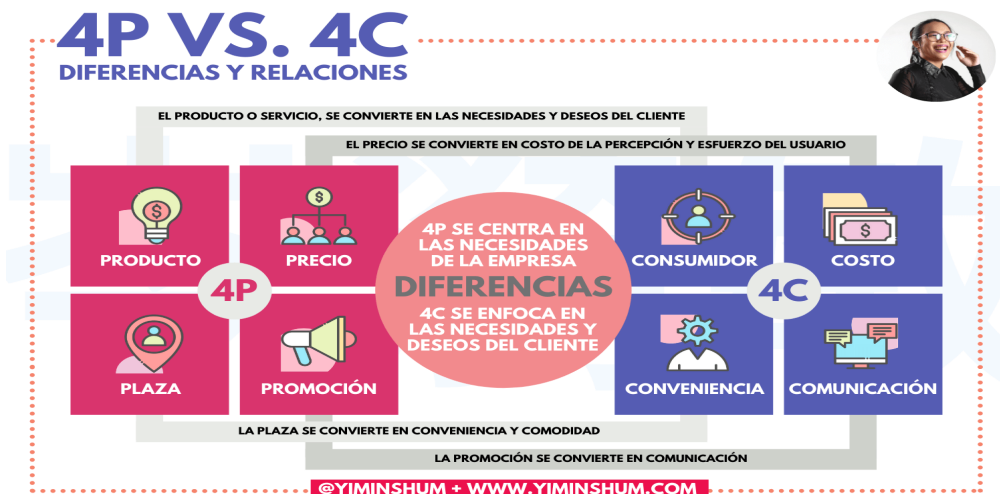 4P VS. 4C
DIFERENCIAS Y RELACIONES
EL PRODUCTO O SERVICIO, SE CONVIERTE EN LAS NECESIDADES Y DESEOS DEL CLIENTE
EL PRECIO SE CONVIERTE EN COSTO DE LA PERCEPCIÓN Y ESFUERZO DEL USUARIO
$
PRODUCTO
$
PRECIO
4P
PLAZA
PROMOCIÓN
4P SE CENTRA EN
LAS NECESIDADES
DE LA EMPRESA
DIFERENCIAS
4C SE ENFOCA EN
LAS NECESIDADES Y
DESEOS DEL CLIENTE
CONSUMIDOR
$
COSTO
4C
CONVENIENCIA
COMUNICACIÓN
LA PLAZA SE CONVIERTE EN CONVENIENCIA Y COMODIDAD
LA PROMOCIÓN SE CONVIERTE EN COMUNICACIÓN
@YIMINSHUM + WWW.YIMINSHUM.COM